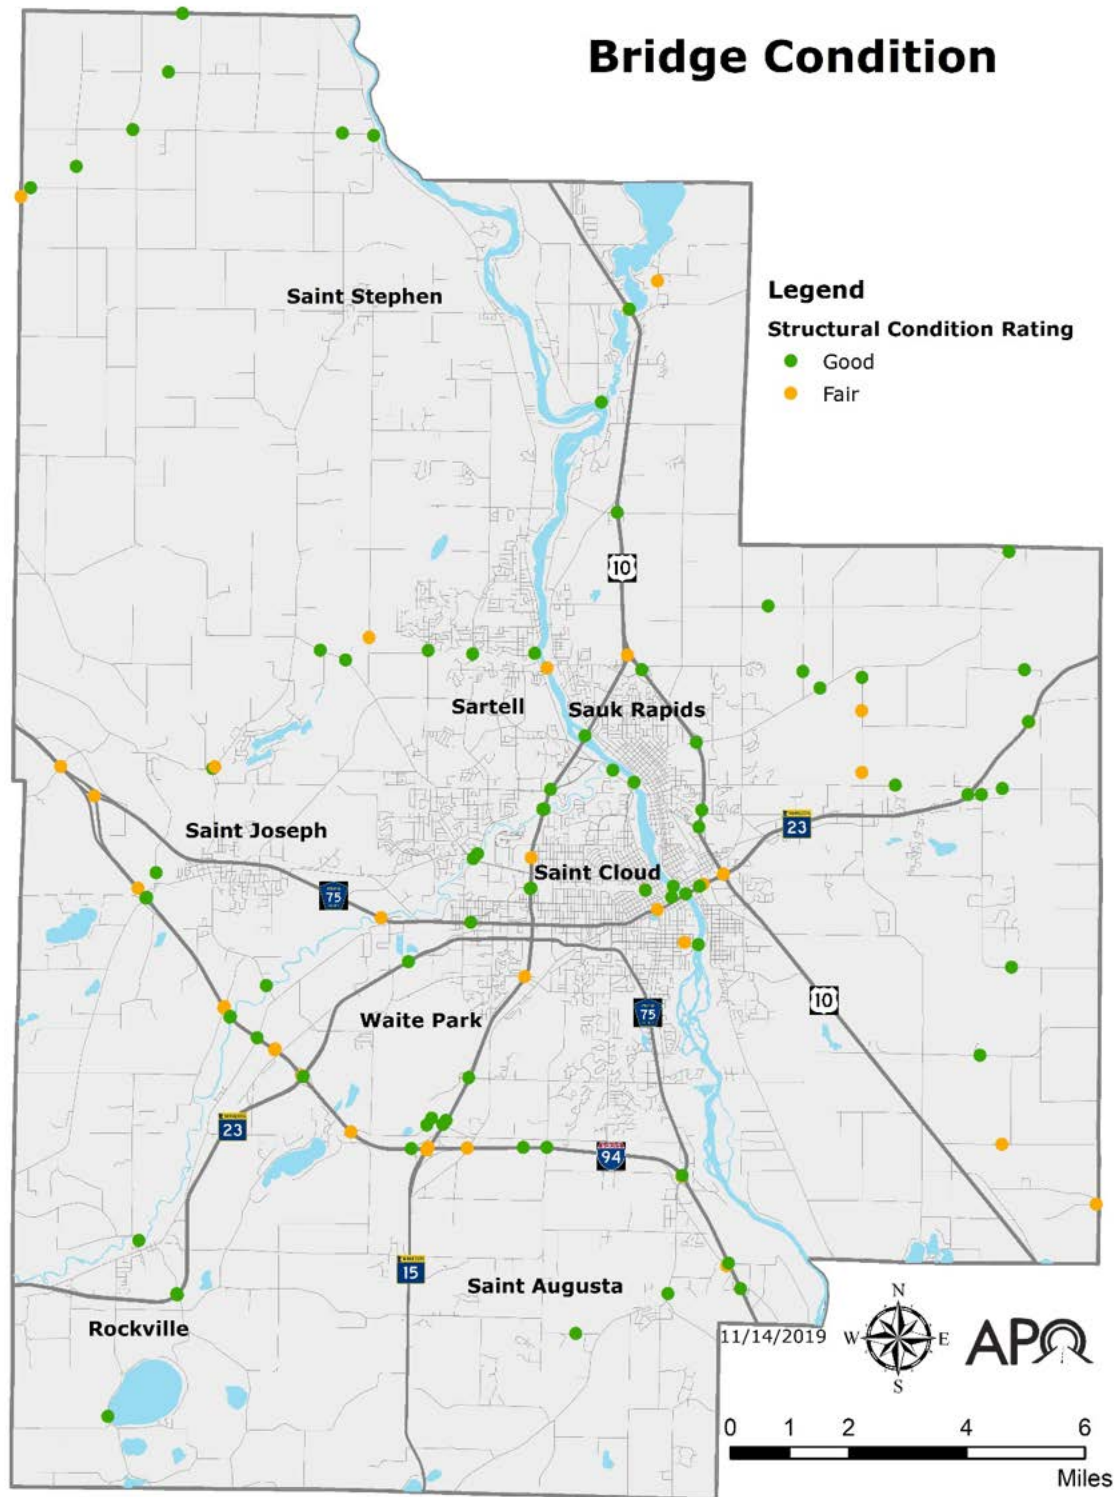 Bridge Condition
Saint Stephen
Legend
Structural Condition Rating
Good
Fair
10
Sartell
Sauk Rapids
Saint Joseph
23
Saint Cloud
75
Waite Park
75
10
23
94
15
Saint Augusta
Rockville
11/14/2019
N
W E
S
APO
0 1 2 4 6
Miles